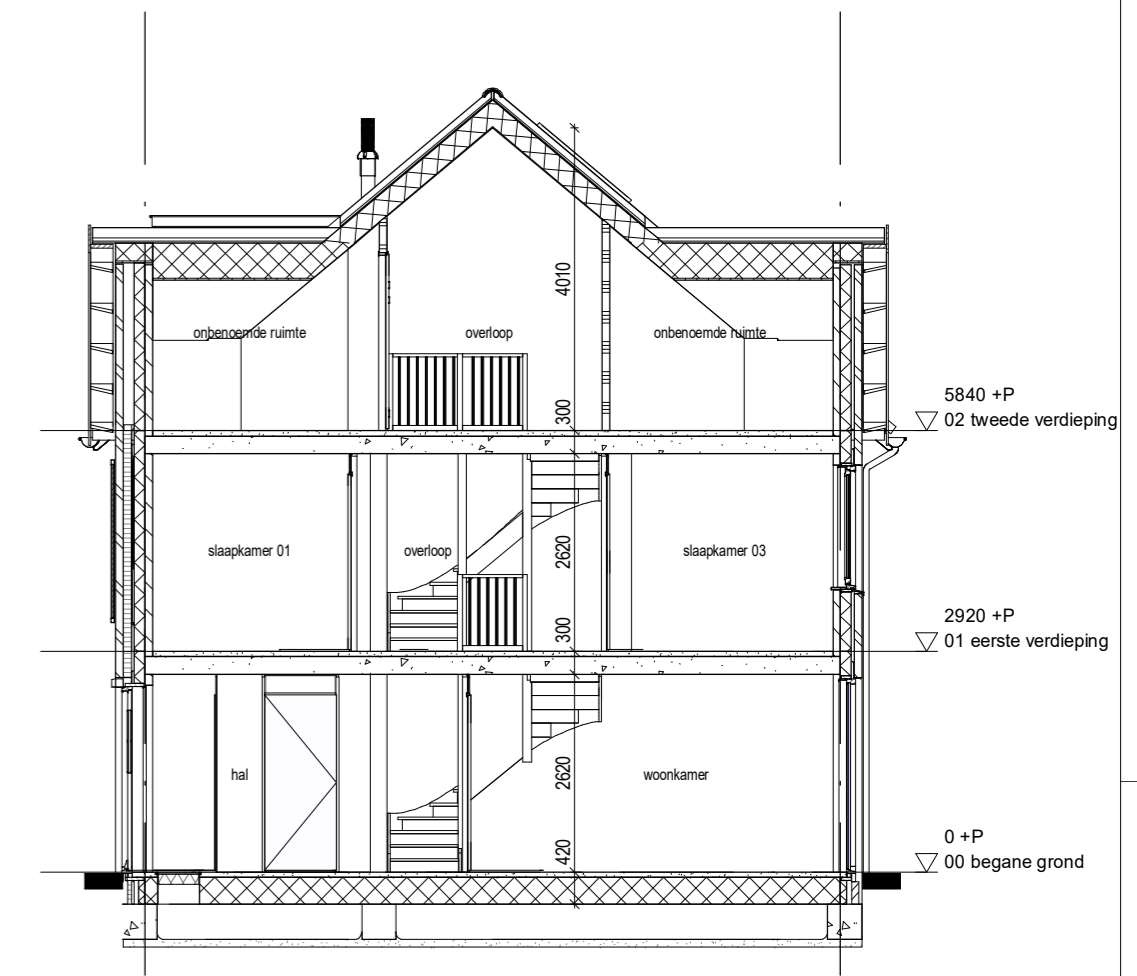 4010
onbenoemde ruimte
overloop
onbenoemde ruimte
5840 +P
300
02 tweede verdieping
slaapkamer 01
overloop
2620
slaapkamer 03
2920 +P
300
01 eerste verdieping
hal
2620
woonkamer
0 +P
420
00 begane grond